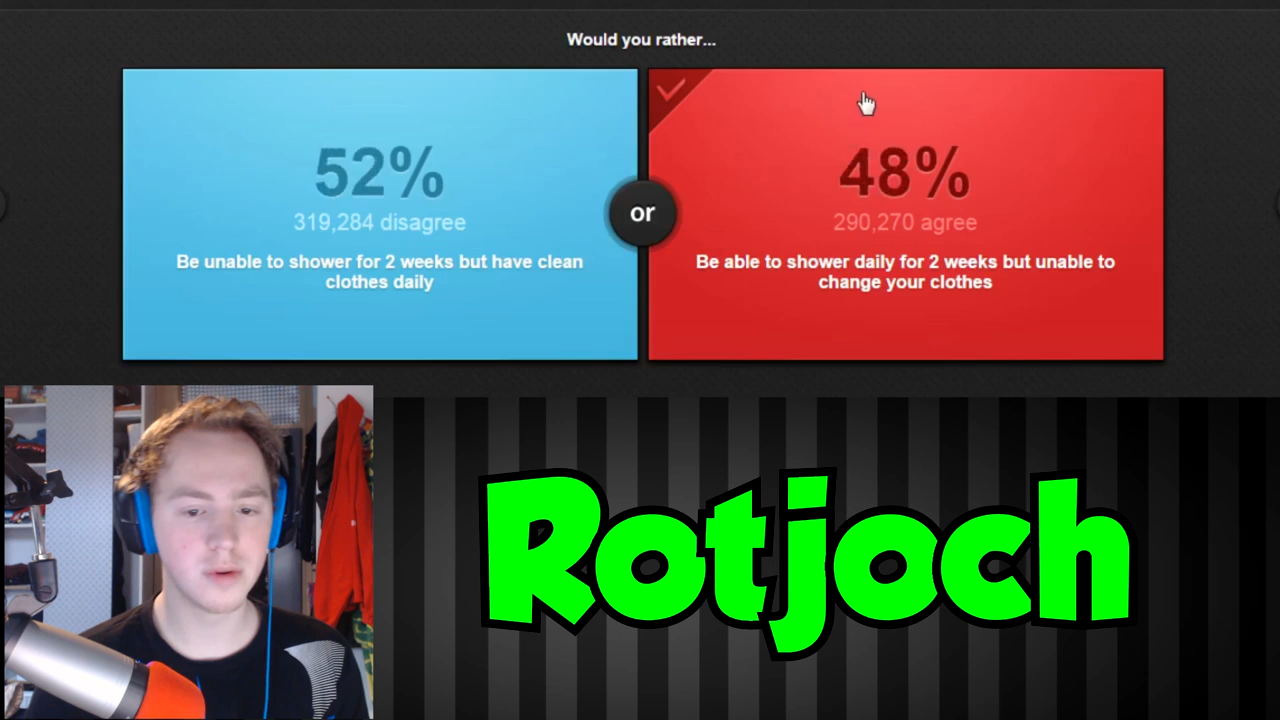 Would you rather...
52%
319,284 disagree
Be unable to shower for 2 weeks but have clean
clothes daily
or
48%
290,270 agree
Be able to shower daily for 2 weeks but unable to
change your clothes
Rotjoch